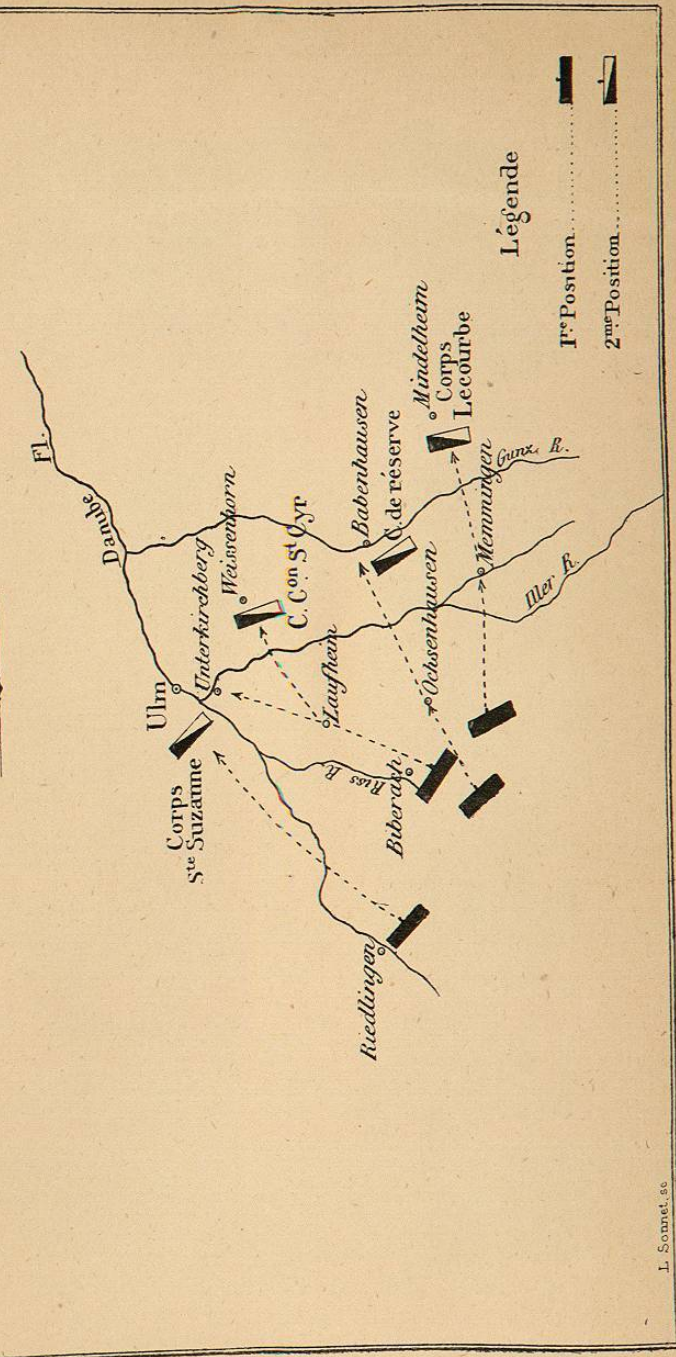 Danube
Fl.
Ulm
Unterkirchberg
Weissenhorn
Corps
Ste Suzanne
C. Con St Cyr
Laufheim
Riss R.
Babenhausen
C. de réserve
Biberach
Ochsenhausen
Mindelheim
Corps
Lecourbe
Riedlingen
Memmingen
Gunz. R.
Iller R.
Légende
1re Position
2me Position
L. Sonnet, sc